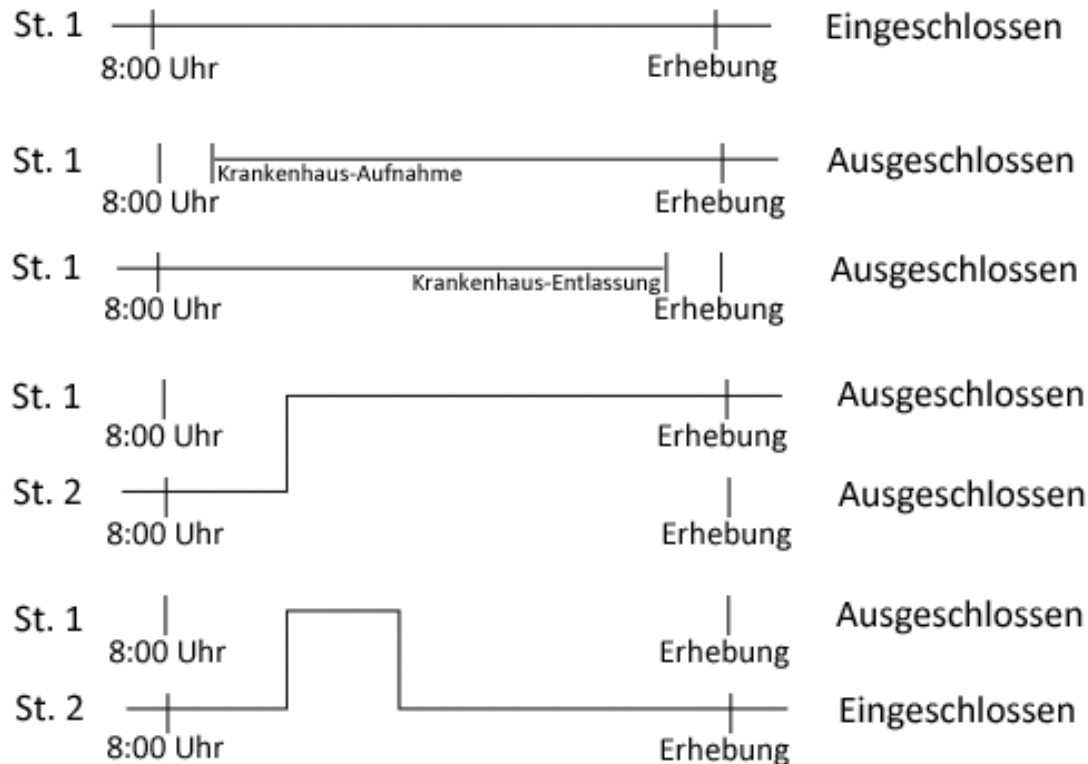 St. 1 Eingeschlossen
8:00 Uhr Erhebung
St. 1 Krankenhaus-Aufnahme Ausgeschlossen
8:00 Uhr Erhebung
St. 1 Krankenhaus-Entlassung Ausgeschlossen
8:00 Uhr Erhebung
St. 1 Ausgeschlossen
8:00 Uhr Erhebung
St. 2 Ausgeschlossen
8:00 Uhr Erhebung
St. 1 Ausgeschlossen
8:00 Uhr Erhebung
St. 2 Eingeschlossen
8:00 Uhr Erhebung